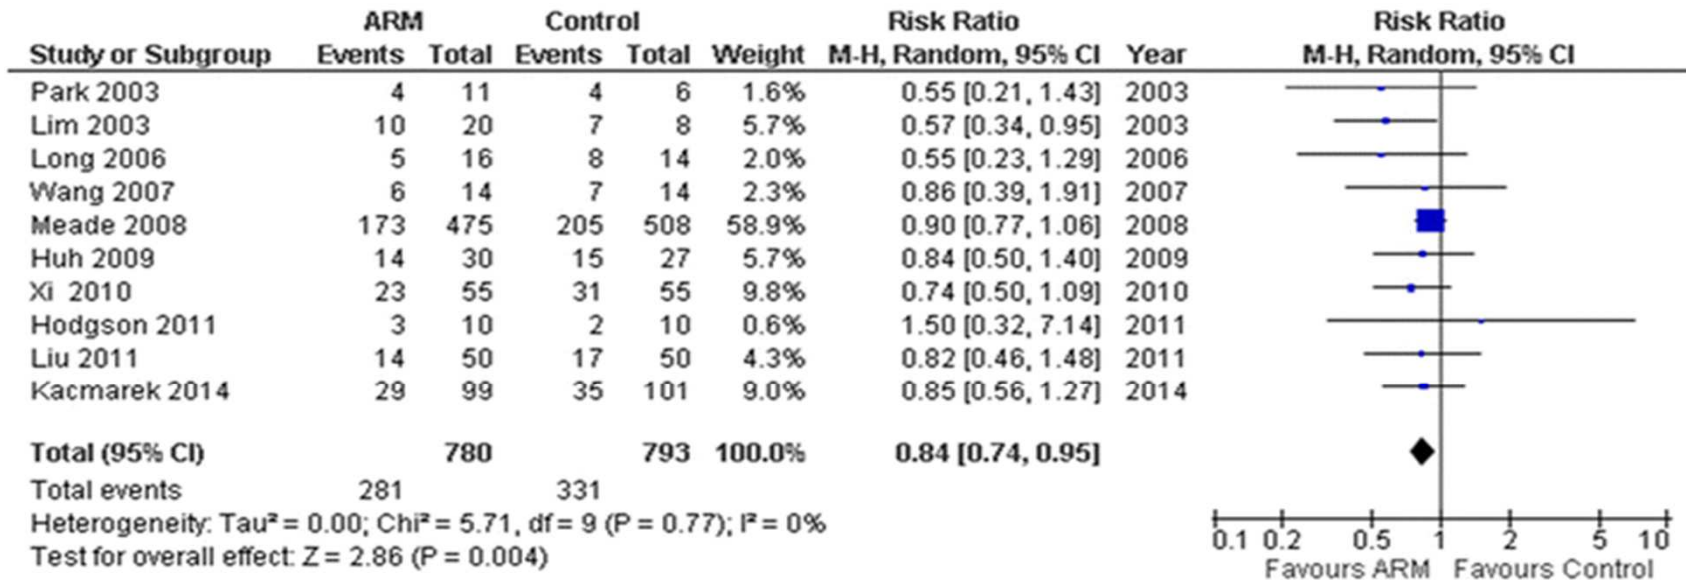 ARM Control Risk Ratio Risk Ratio
Study or Subgroup Events Total Events Total Weight M-H, Random, 95% CI Year M-H, Random, 95% CI
Park 2003 4 11 4 6 1.6% 0.55 [0.21, 1.43] 2003
Lim 2003 10 20 7 8 5.7% 0.57 [0.34, 0.95] 2003
Long 2006 5 16 8 14 2.0% 0.55 [0.23, 1.29] 2006
Wang 2007 6 14 7 14 2.3% 0.86 [0.39, 1.91] 2007
Meade 2008 173 475 205 508 58.9% 0.90 [0.77, 1.06] 2008
Huh 2009 14 30 15 27 5.7% 0.84 [0.50, 1.40] 2009
Xi 2010 23 55 31 55 9.8% 0.74 [0.50, 1.09] 2010
Hodgson 2011 3 10 2 10 0.6% 1.50 [0.32, 7.14] 2011
Liu 2011 14 50 17 50 4.3% 0.82 [0.46, 1.48] 2011
Kacmarek 2014 29 99 35 101 9.0% 0.85 [0.56, 1.27] 2014
Total (95% CI) 780 793 100.0% 0.84 [0.74, 0.95]
Total events 281 331
Heterogeneity: Tau² = 0.00; Chi² = 5.71, df = 9 (P = 0.77); I² = 0%
Test for overall effect: Z = 2.86 (P = 0.004)
0.1 0.2 0.5 1 2 5 10
Favours ARM Favours Control